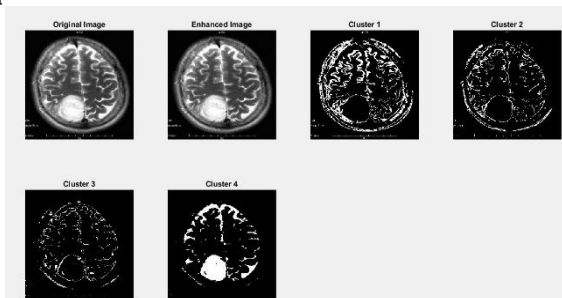 Original Image
Enhanced Image
Cluster 1
Cluster 2
Cluster 3
Cluster 4